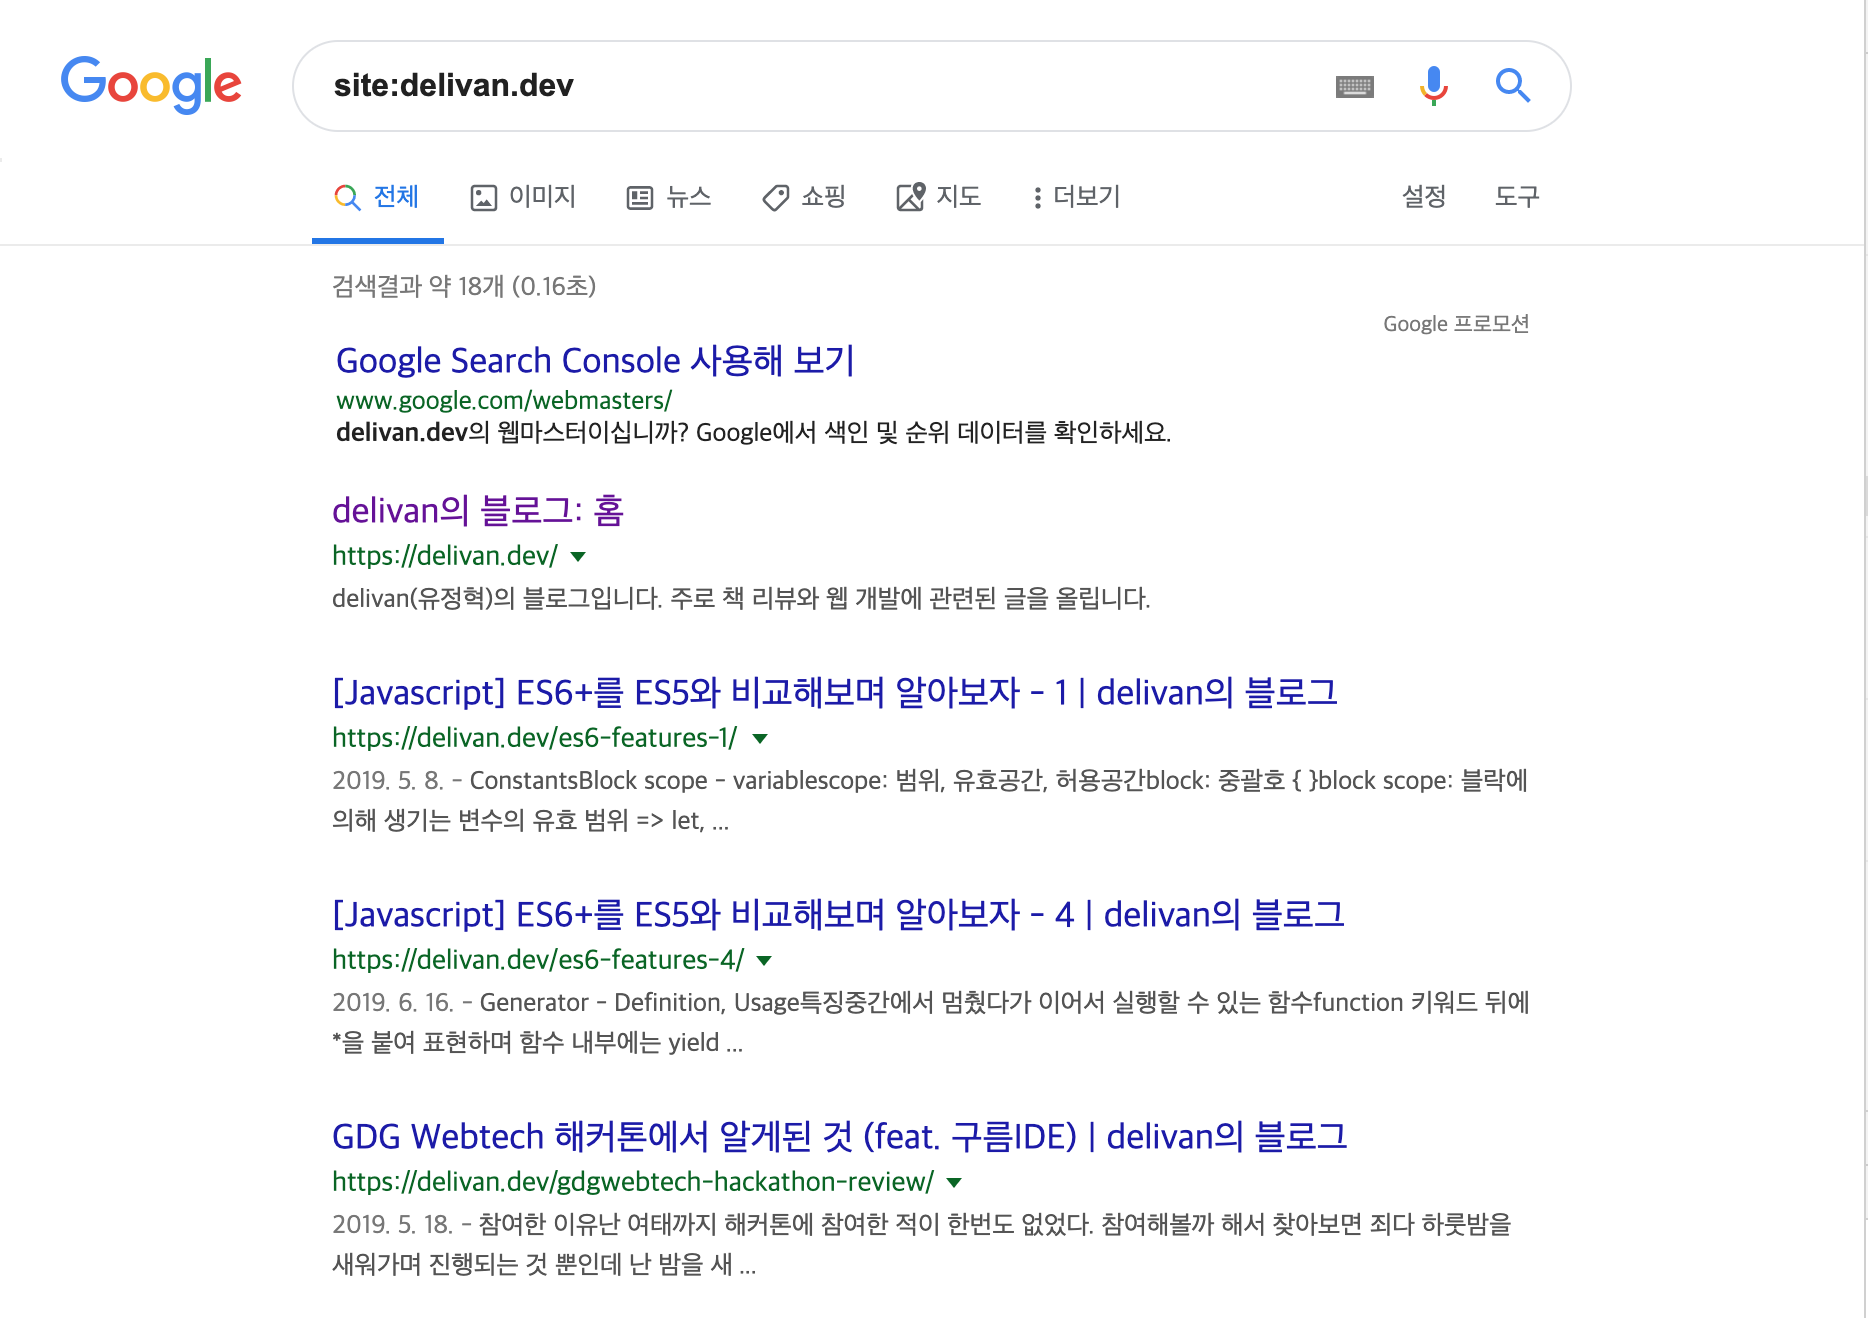 Google
site:delivan.dev
전체 이미지 뉴스 쇼핑 지도 더보기 설정 도구
검색결과 약 18개 (0.16초)
Google 프로모션
Google Search Console 사용해 보기
www.google.com/webmasters/
delivan.dev의 웹마스터이십니까? Google에서 색인 및 순위 데이터를 확인하세요.
delivan의 블로그: 홈
https://delivan.dev/
delivan(유정혁)의 블로그입니다. 주로 책 리뷰와 웹 개발에 관련된 글을 올립니다.
[Javascript] ES6+를 ES5와 비교해보며 알아보자 - 1 | delivan의 블로그
https://delivan.dev/es6-features-1/
2019. 5. 8. - ConstantsBlock scope - variablescope: 범위, 유효공간, 허용공간block: 중괄호 { }block scope: 블락에
의해 생기는 변수의 유효 범위 => let, ...
[Javascript] ES6+를 ES5와 비교해보며 알아보자 - 4 | delivan의 블로그
https://delivan.dev/es6-features-4/
2019. 6. 16. - Generator - Definition, Usage특징중간에서 멈췄다가 이어서 실행할 수 있는 함수function 키워드 뒤에
*을 붙여 표현하며 함수 내부에는 yield ...
GDG Webtech 해커톤에서 알게된 것 (feat. 구름IDE) | delivan의 블로그
https://delivan.dev/gdgwebtech-hackathon-review/
2019. 5. 18. - 참여한 이유난 여태까지 해커톤에 참여한 적이 한번도 없었다. 참여해볼까 해서 찾아보면 죄다 하룻밤을
새워가며 진행되는 것 뿐인데 난 밤을 새 ...